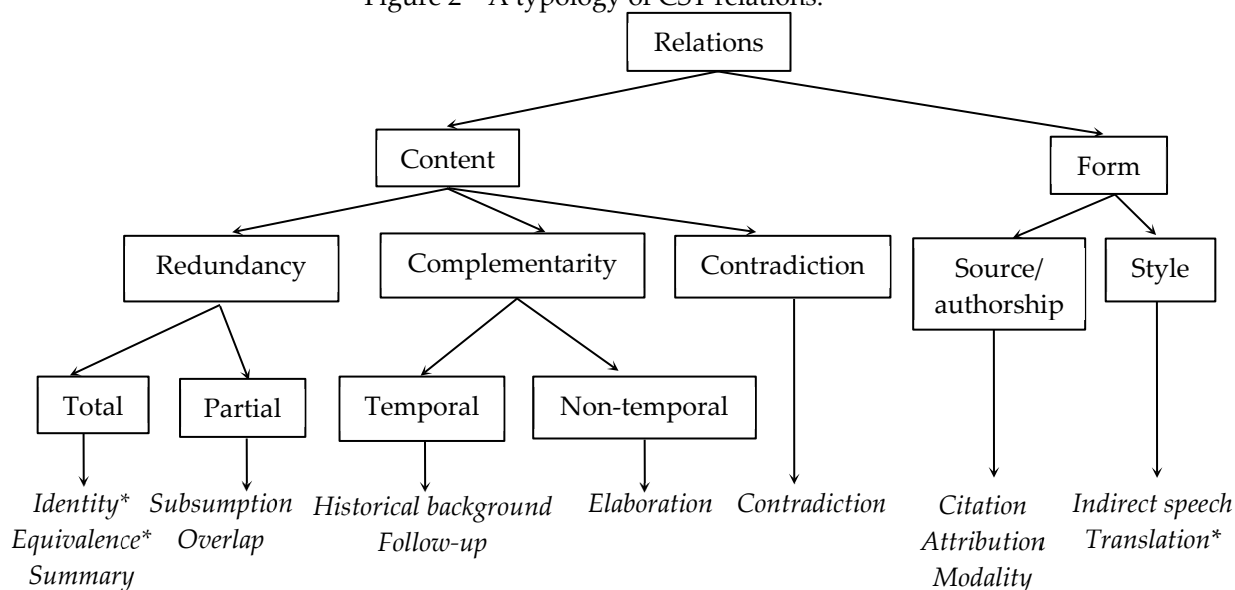 Figure 2 – A typology of CST relations.
Relations
Content
Form
Redundancy
Complementarity
Contradiction
Source/
authorship
Style
Total
Partial
Temporal
Non-temporal
Identity*
Equivalence*
Summary
Subsumption
Overlap
Historical background
Follow-up
Elaboration
Contradiction
Citation
Attribution
Modality
Indirect speech
Translation*